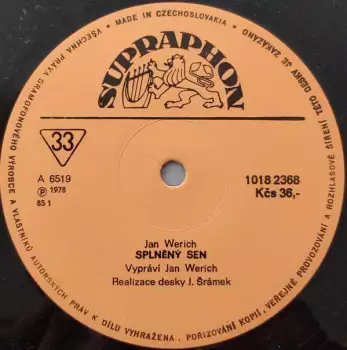 MADE IN CZECHOSLOVAKIA • VŠECHNA PRÁVA GRAMOFONOVÉHO VÝROBCE A VLASTNÍKŮ AUTORSKÝCH PRÁV K DÍLU VYHRAŽENA. POŘIZOVÁNÍ KOPIÍ, VEŘEJNÉ PROVOZOVÁNÍ A ROZHLASOVÉ ŠÍŘENÍ TÉTO DESKY JE ZAKÁZÁNO •
SUPRAPHON
33
A 6519
℗ 1978
65 1
1018 2368
Kčs 36,-
Jan Werich
SPLNĚNÝ SEN
Vypráví Jan Werich
Realizace desky J. Šrámek